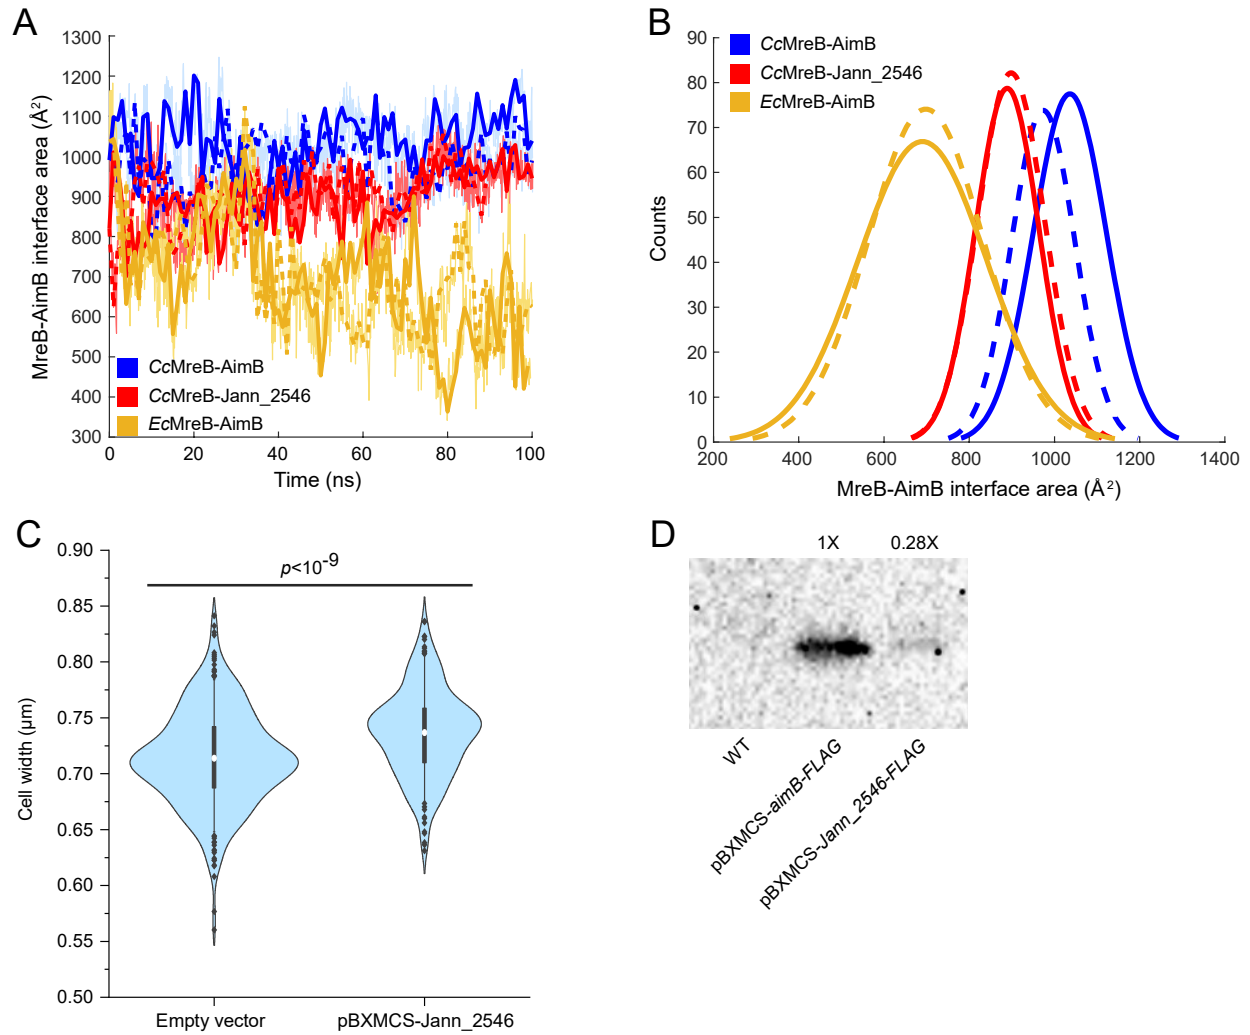 A
MreB-AimB interface area (Å²)
1300
1200
1100
1000
900
800
700
600
500
400
300
CcMreB-AimB
CcMreB-Jann_2546
EcMreB-AimB
0 20 40 60 80 100
Time (ns)
B
Counts
90
80
70
60
50
40
30
20
10
0
CcMreB-AimB
CcMreB-Jann_2546
EcMreB-AimB
200 400 600 800 1000 1200 1400
MreB-AimB interface area (Å²)
C
Cell width (μm)
0.90
0.85
0.80
0.75
0.70
0.65
0.60
0.55
0.50
p<10⁻⁹
Empty vector pBXMCS-Jann_2546
D
1X 0.28X
WT
pBXMCS-aimB-FLAG
pBXMCS-Jann_2546-FLAG